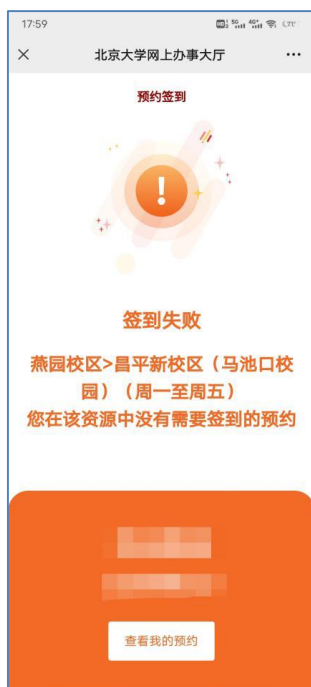 17:59
北京大学网上办事大厅
预约签到
签到失败
燕园校区>昌平新校区（马池口校
园）（周一至周五）
您在该资源中没有需要签到的预约
查看我的预约